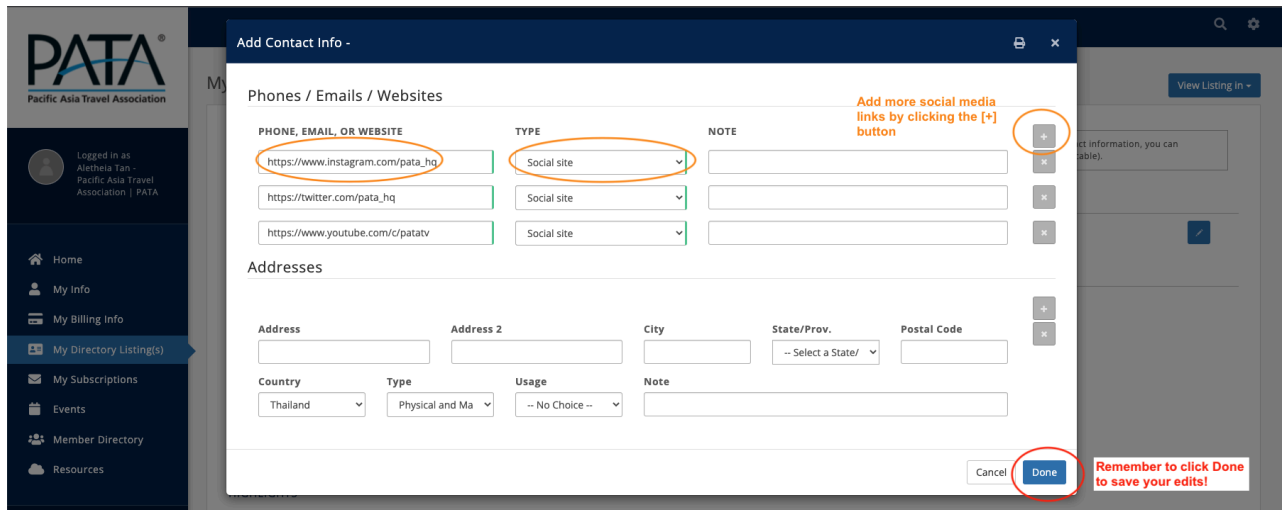 PATA®
Pacific Asia Travel Association
Logged in as
Aletheia Tan -
Pacific Asia Travel
Association | PATA
Home
My Info
My Billing Info
My Directory Listing(s)
My Subscriptions
Events
Member Directory
Resources
My
View Listing in
ect information, you can
table).
Add Contact Info -
Phones / Emails / Websites
Add more social media
links by clicking the [+]
button
PHONE, EMAIL, OR WEBSITE TYPE NOTE
https://www.instagram.com/pata_hq Social site
https://twitter.com/pata_hq Social site
https://www.youtube.com/c/patatv Social site
Addresses
Address Address 2 City State/Prov. Postal Code
-- Select a State/
Country Type Usage Note
Thailand Physical and Ma -- No Choice --
Cancel Done
Remember to click Done
to save your edits!